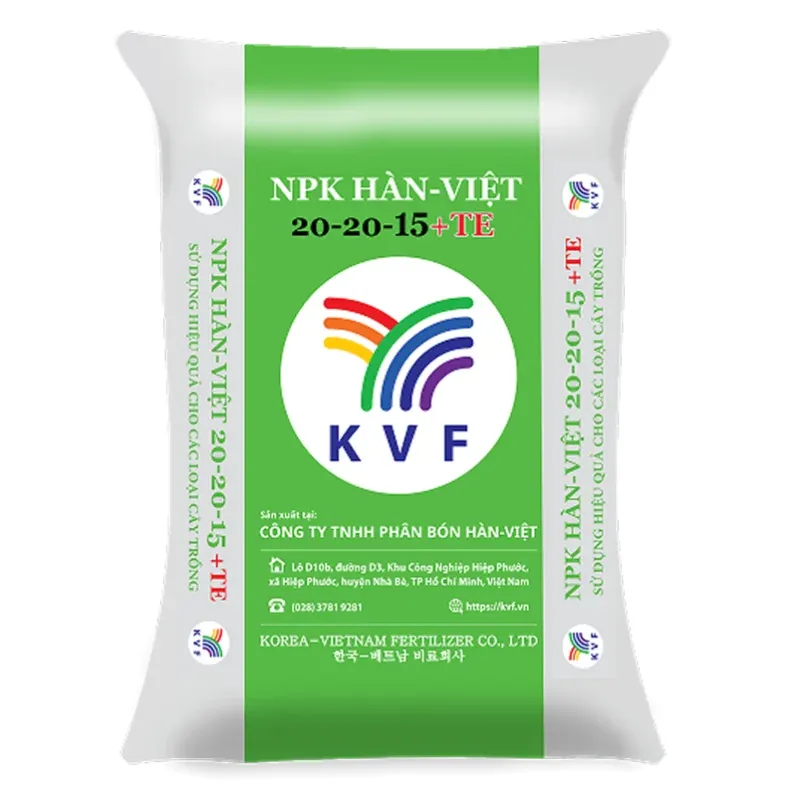 NPK HÀN-VIỆT
20-20-15+TE
KVF
Sản xuất tại:
CÔNG TY TNHH PHÂN BÓN HÀN-VIỆT
Lô D10b, đường D3, Khu Công Nghiệp Hiệp Phước,
xã Hiệp Phước, huyện Nhà Bè, TP Hồ Chí Minh, Việt Nam
(028) 3781 9281
https://kvf.vn
KOREA-VIETNAM FERTILIZER CO., LTD
한국-베트남 비료회사
KVF
NPK HÀN-VIỆT 20-20-15+TE
SỬ DỤNG HIỆU QUẢ CHO CÁC LOẠI CÂY TRỒNG
KVF
KVF
NPK HÀN-VIỆT 20-20-15+TE
SỬ DỤNG HIỆU QUẢ CHO CÁC LOẠI CÂY TRỒNG
KVF